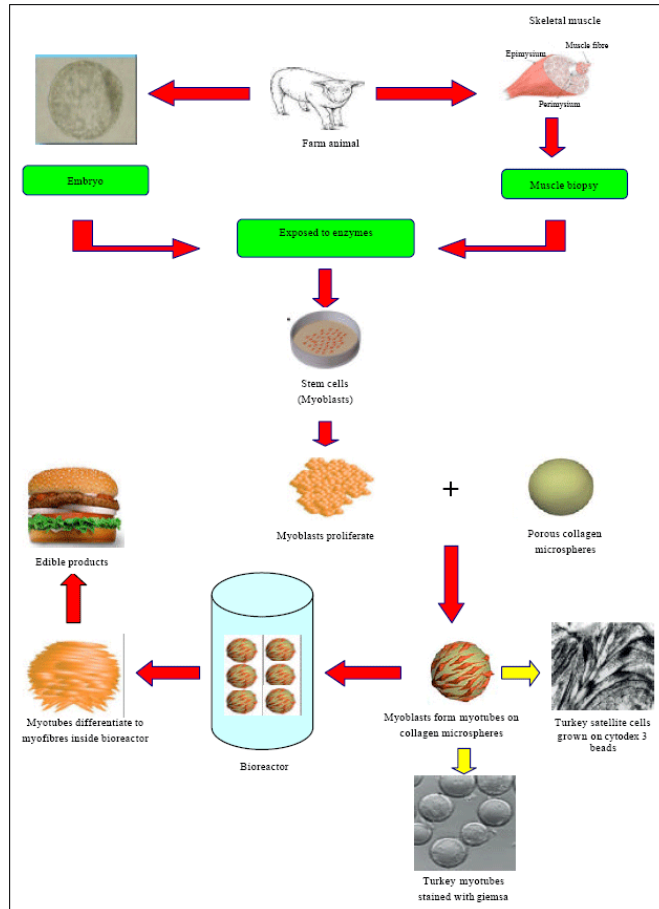 Skeletal muscle
Epimysium
Muscle fibre
Perimysium
Farm animal
Embryo
Muscle biopsy
Exposed to enzymes
Stem cells
(Myoblasts)
Myoblasts proliferate
+
Porous collagen
microspheres
Edible products
Myotubes differentiate to
myofibres inside bioreactor
Bioreactor
Myoblasts form myotubes on
collagen microspheres
Turkey satellite cells
grown on cytodex 3
beads
Turkey myotubes
stained with giemsa